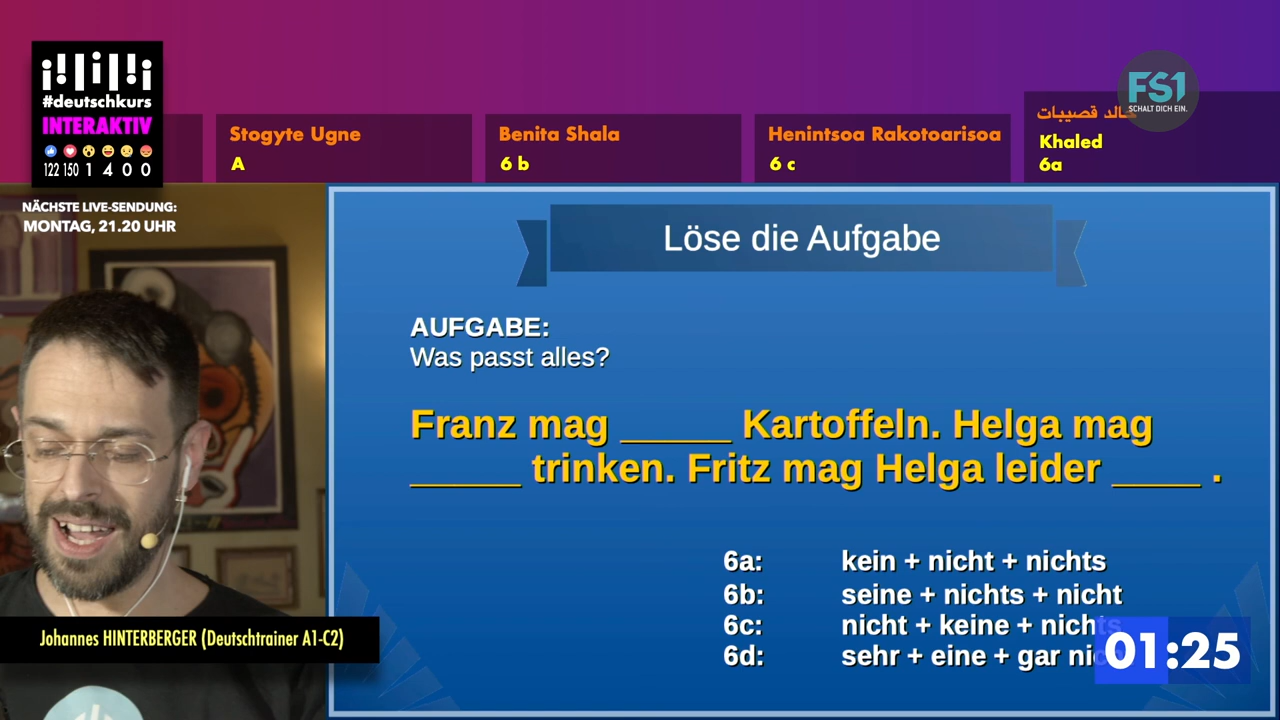 #deutschkurs
INTERAKTIV
122 150 1 4 0 0
Stogyte Ugne
A
Benita Shala
6 b
Henintsoa Rakotoarisoa
6 c
خالد قصيبات
Khaled
6a
FS1
SCHALT DICH EIN.
NÄCHSTE LIVE-SENDUNG:
MONTAG, 21.20 UHR
Löse die Aufgabe
AUFGABE:
Was passt alles?
Franz mag _____ Kartoffeln. Helga mag
_____ trinken. Fritz mag Helga leider ____ .
6a: kein + nicht + nichts
6b: seine + nichts + nicht
6c: nicht + keine + nichts
6d: sehr + eine + gar
01:25
Johannes HINTERBERGER (Deutschtrainer A1-C2)